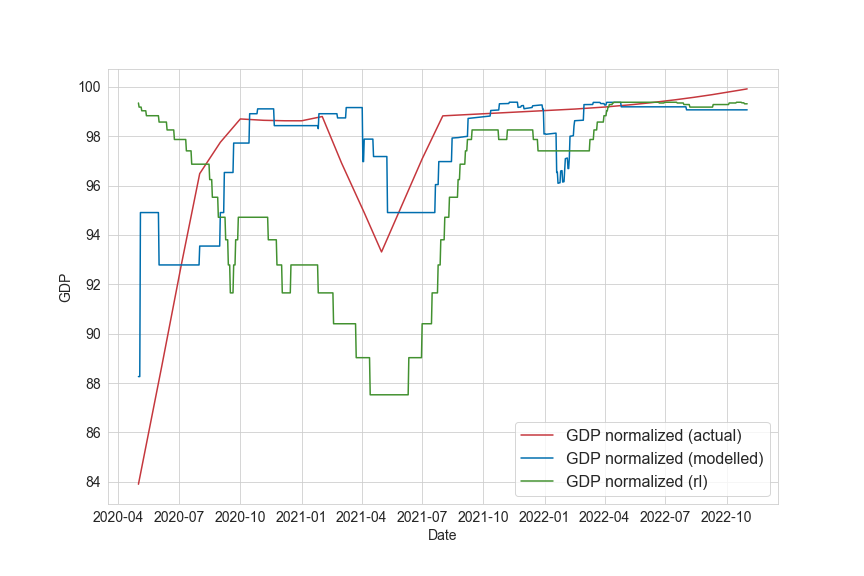 100
98
96
94
92
90
88
86
84
GDP
GDP normalized (actual)
GDP normalized (modelled)
GDP normalized (rl)
2020-04 2020-07 2020-10 2021-01 2021-04 2021-07 2021-10 2022-01 2022-04 2022-07 2022-10
Date